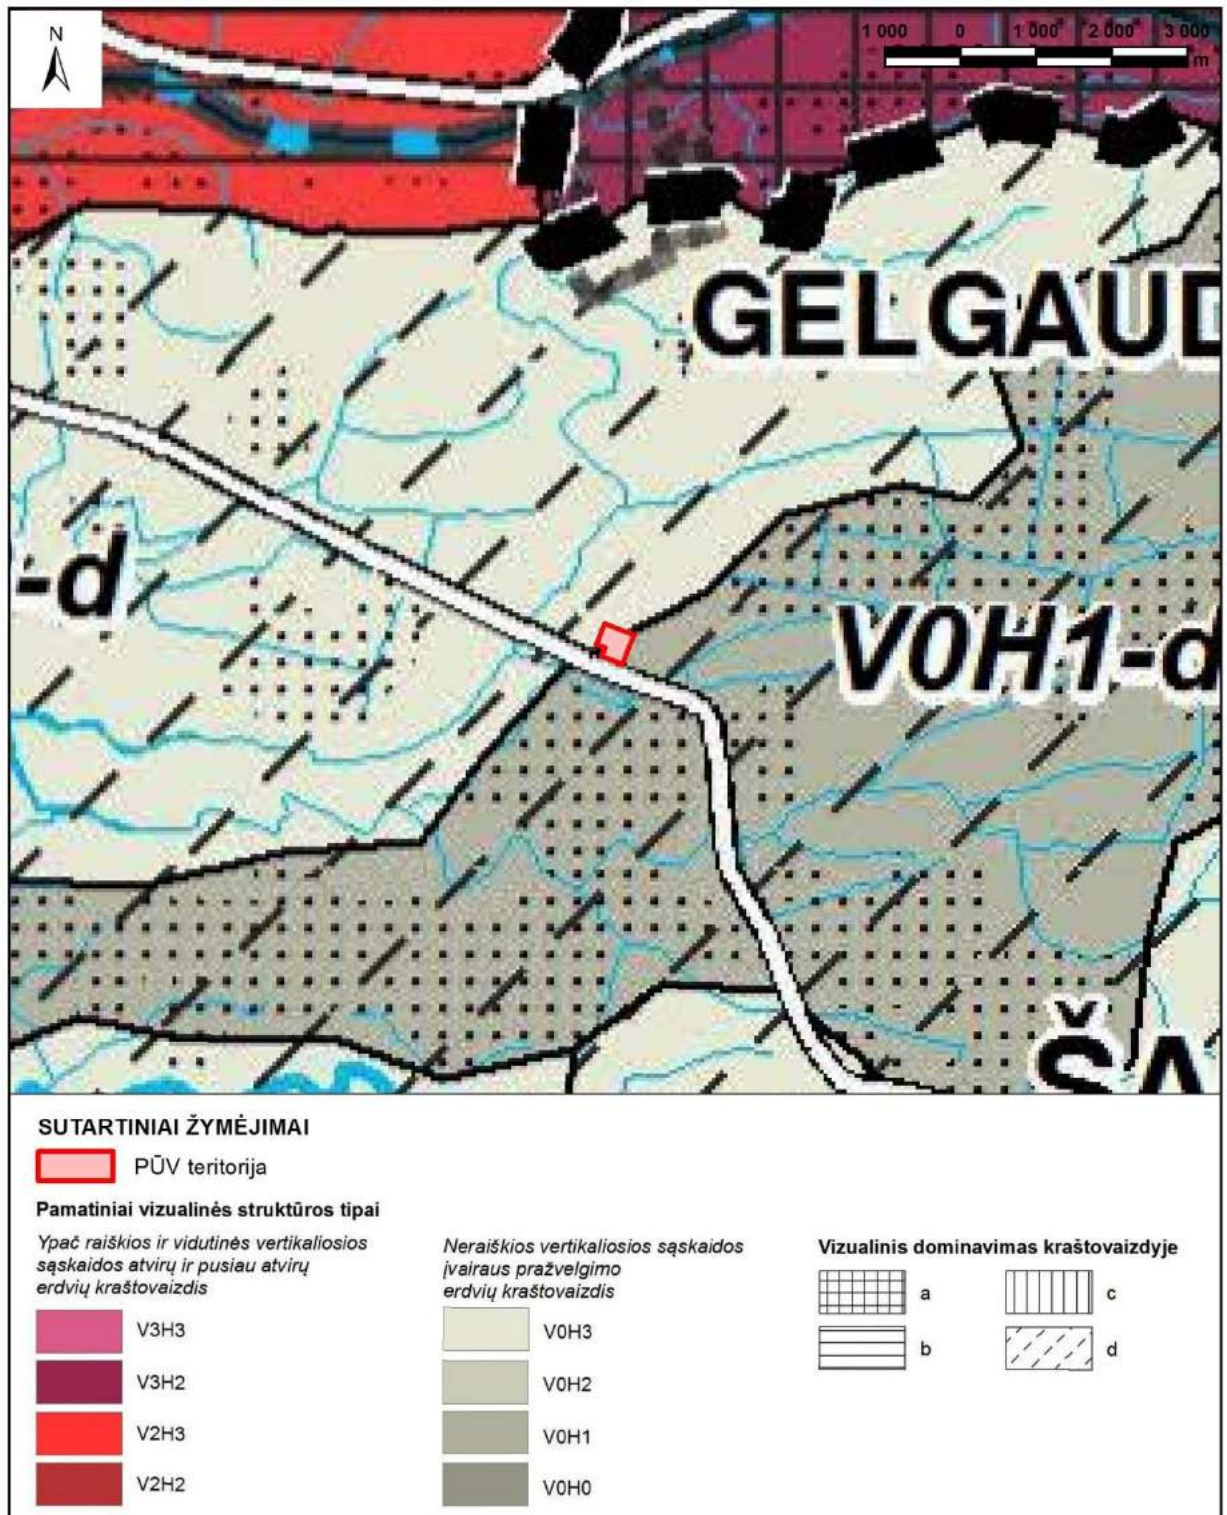 N
1 000 0 1 000 2 000 3 000
m
GELGAUD
-d
V0H1-d
ŠA
SUTARTINIAI ŽYMĖJIMAI
PŪV teritorija
Pamatiniai vizualinės struktūros tipai
Ypač raiškios ir vidutinės vertikaliosios
sąskaidos atvirų ir pusiau atvirų
erdvių kraštovaizdis
V3H3
V3H2
V2H3
V2H2
Neraiškios vertikaliosios sąskaidos
įvairaus pražvelgimo
erdvių kraštovaizdis
V0H3
V0H2
V0H1
V0H0
Vizualinis dominavimas kraštovaizdyje
a
c
b
d